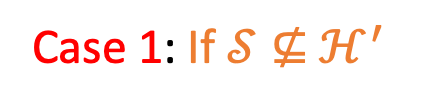 Case 1: If 𝒮 ⊈ ℋ′